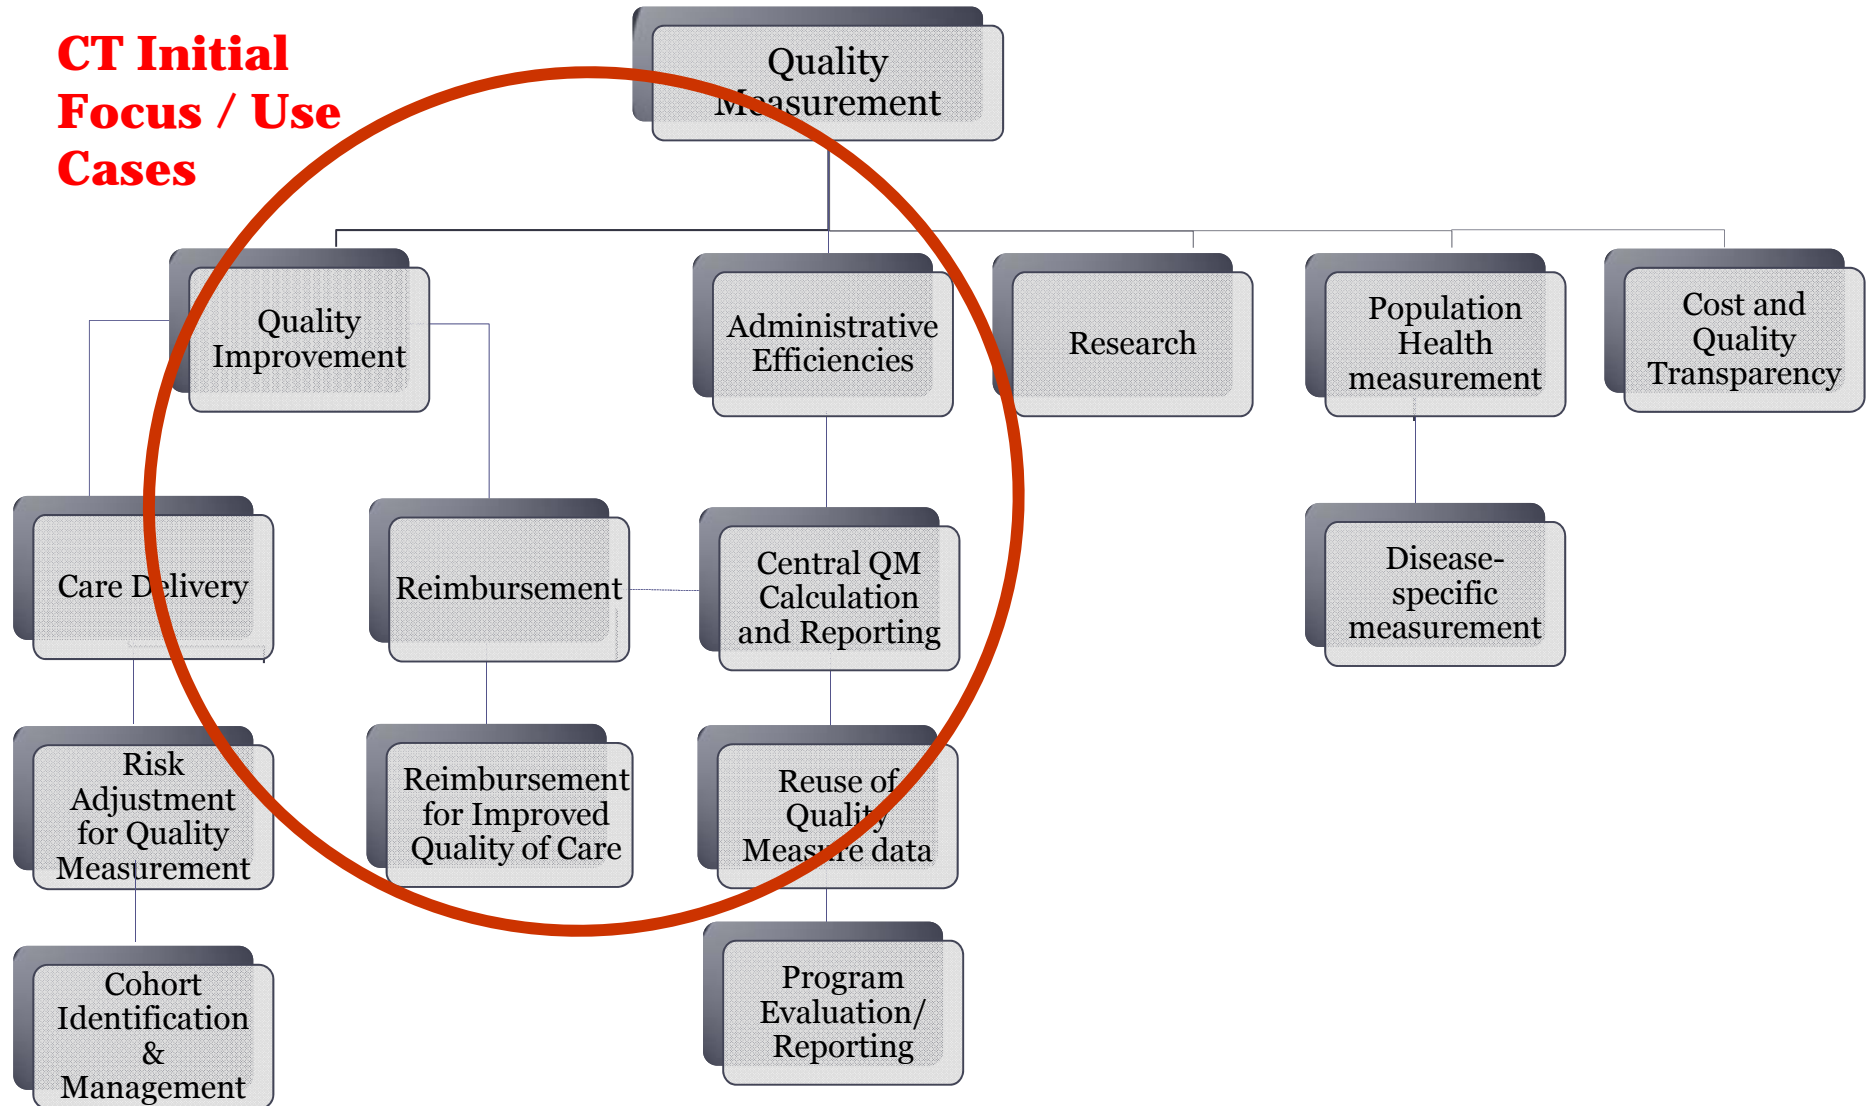 CT Initial
Focus / Use
Cases
Quality
Measurement
Quality
Improvement
Administrative
Efficiencies
Research
Population
Health
measurement
Cost and
Quality
Transparency
Care Delivery
Reimbursement
Central QM
Calculation
and Reporting
Disease-
specific
measurement
Risk
Adjustment
for Quality
Measurement
Reimbursement
for Improved
Quality of Care
Reuse of
Quality
Measure data
Cohort
Identification
&
Management
Program
Evaluation/
Reporting